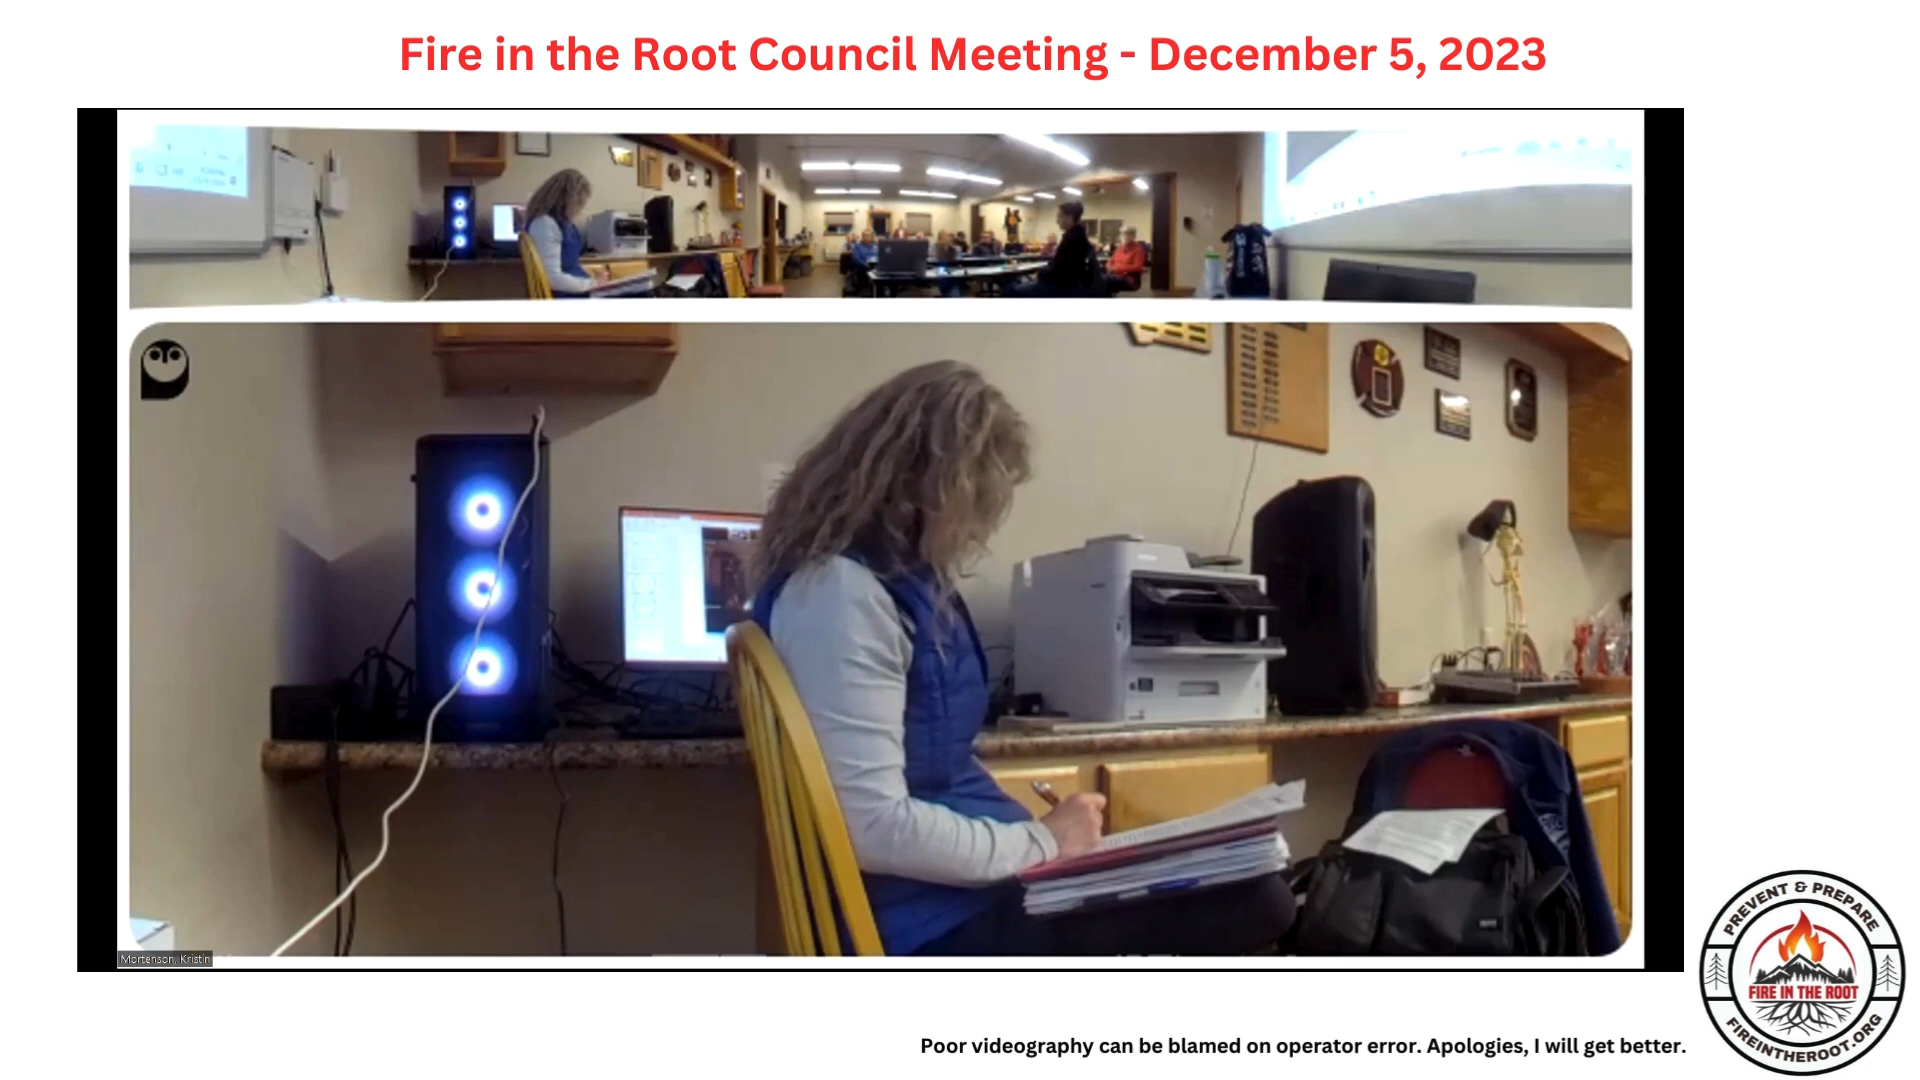 Fire in the Root Council Meeting - December 5, 2023
Mortenson, Kristin
PREVENT & PREPARE
FIRE IN THE ROOT
FIREINTHEROOT.ORG
Poor videography can be blamed on operator error. Apologies, I will get better.